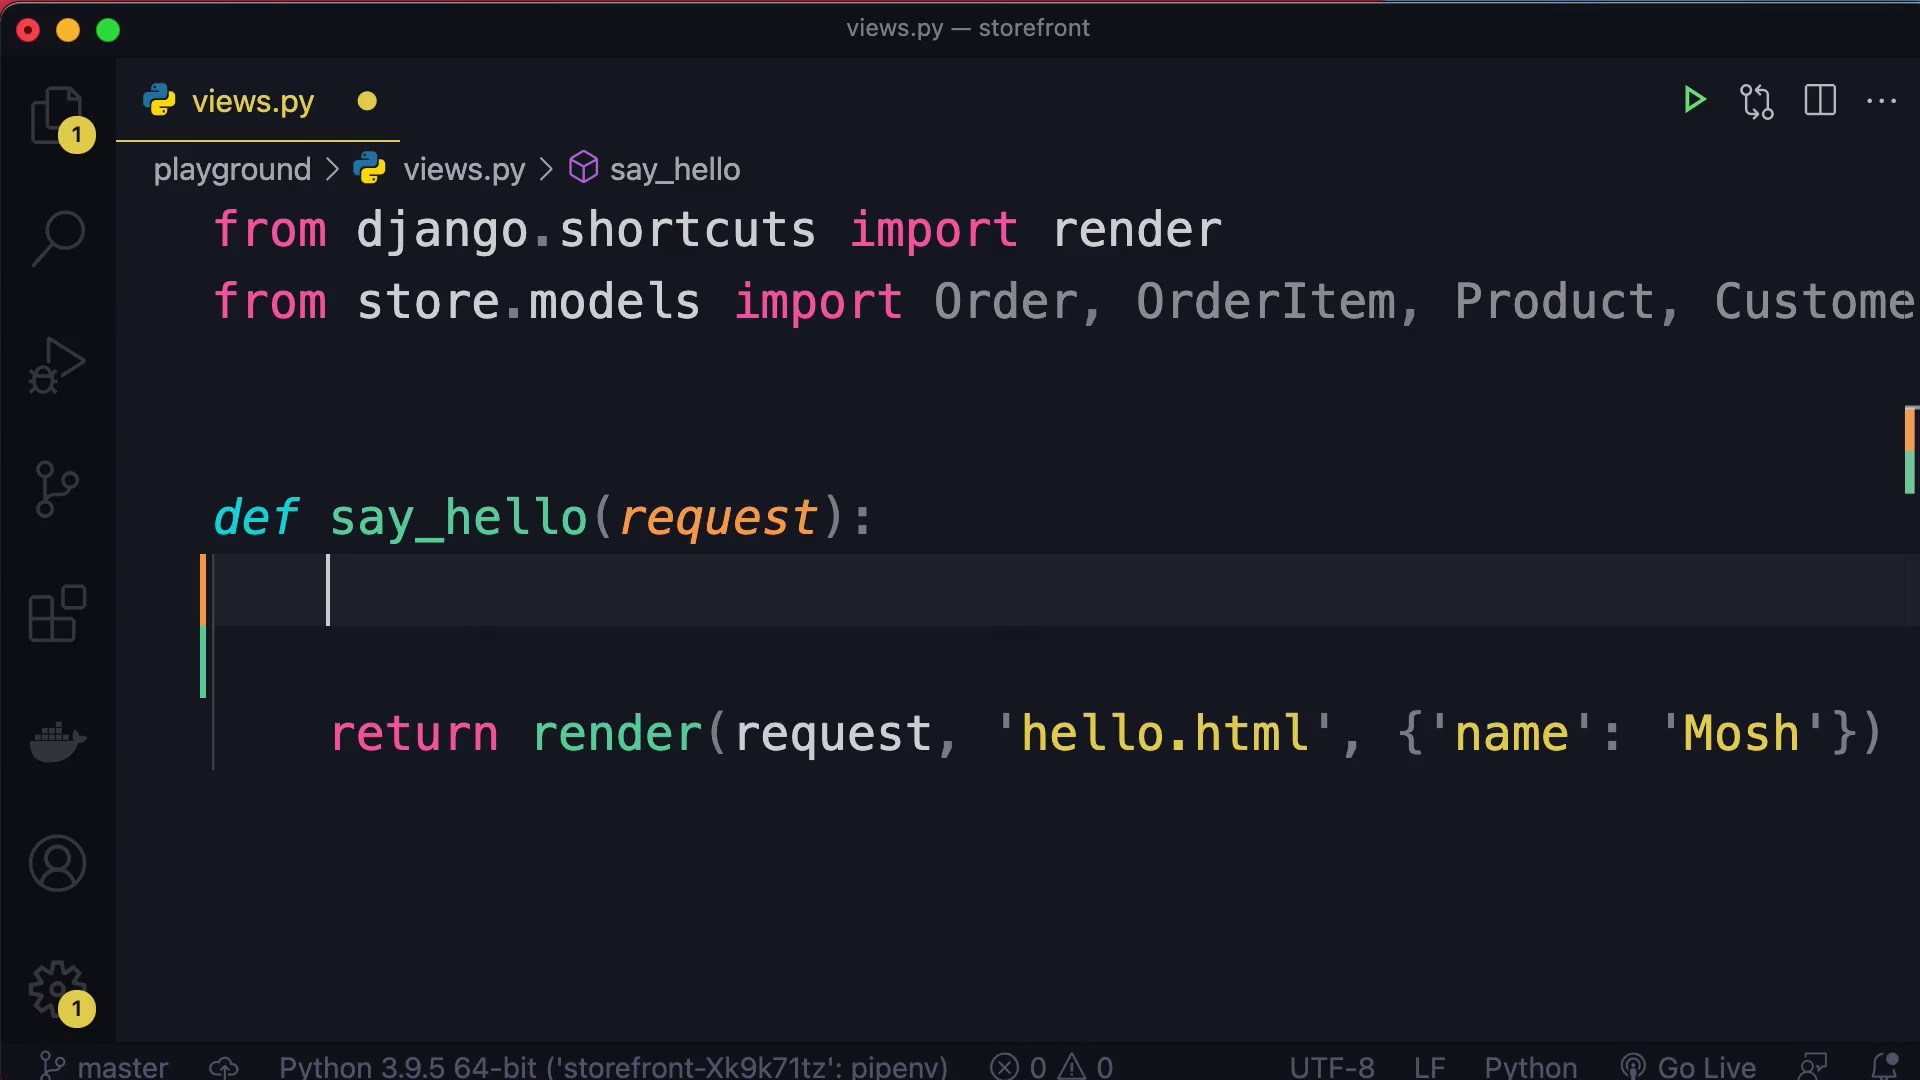 views.py — storefront
views.py
1
playground > views.py > say_hello
from django.shortcuts import render
from store.models import Order, OrderItem, Product, Custome
def say_hello(request):
return render(request, 'hello.html', {'name': 'Mosh'})
1
master Python 3.9.5 64-bit ('storefront-Xk9k71tz': pipenv) 0 0 UTF-8 LF Python Go Live